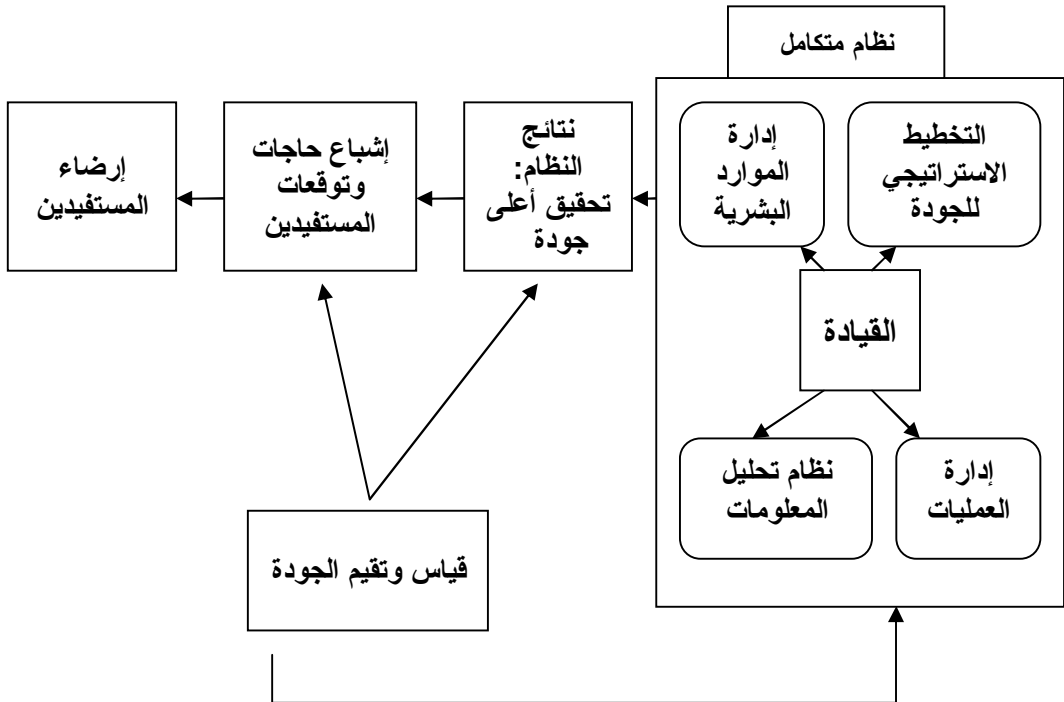 نظام متكامل
التخطيط
الاستراتيجي
للجودة
إدارة
الموارد
البشرية
القيادة
إدارة
العمليات
نظام تحليل
المعلومات
نتائج
النظام:
تحقيق أعلى
جودة
إشباع حاجات
وتوقعات
المستفيدين
إرضاء
المستفيدين
قياس وتقيم الجودة